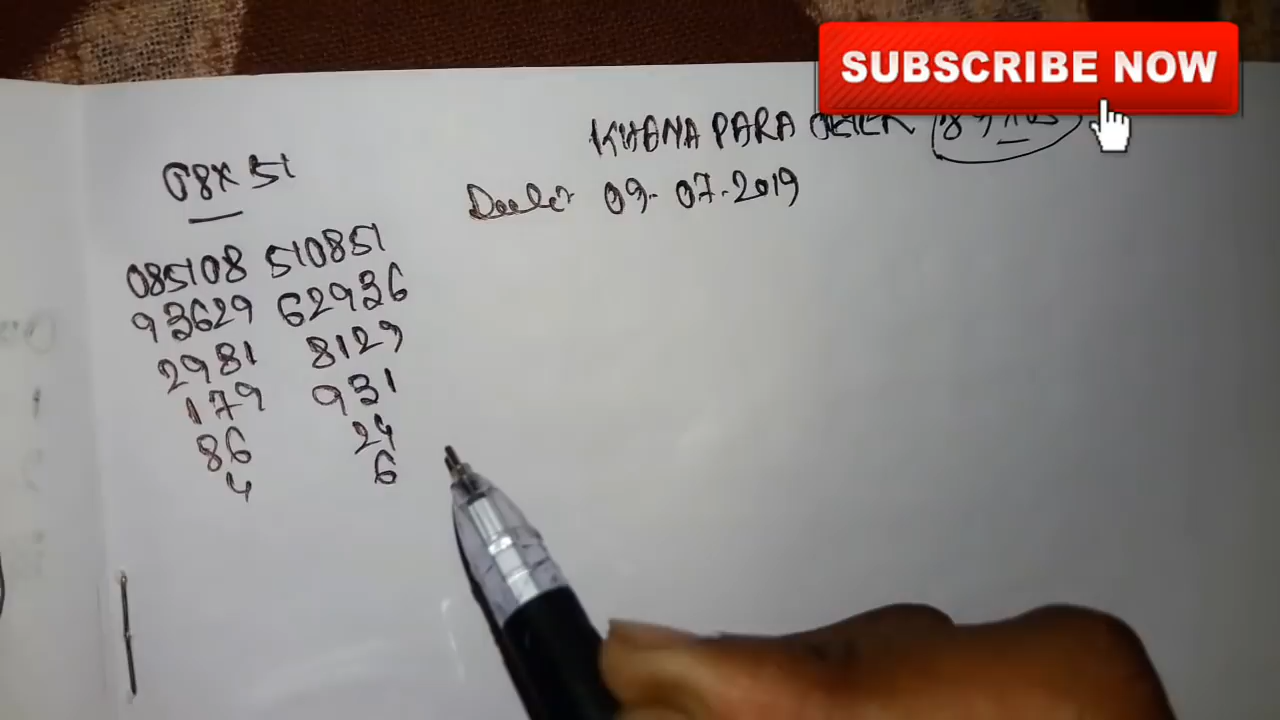 SUBSCRIBE NOW
KHANA PARA
Date: 09-07-2019
08X51
085108 510851
93629 62936
2981 8129
179 931
86 24
4 6